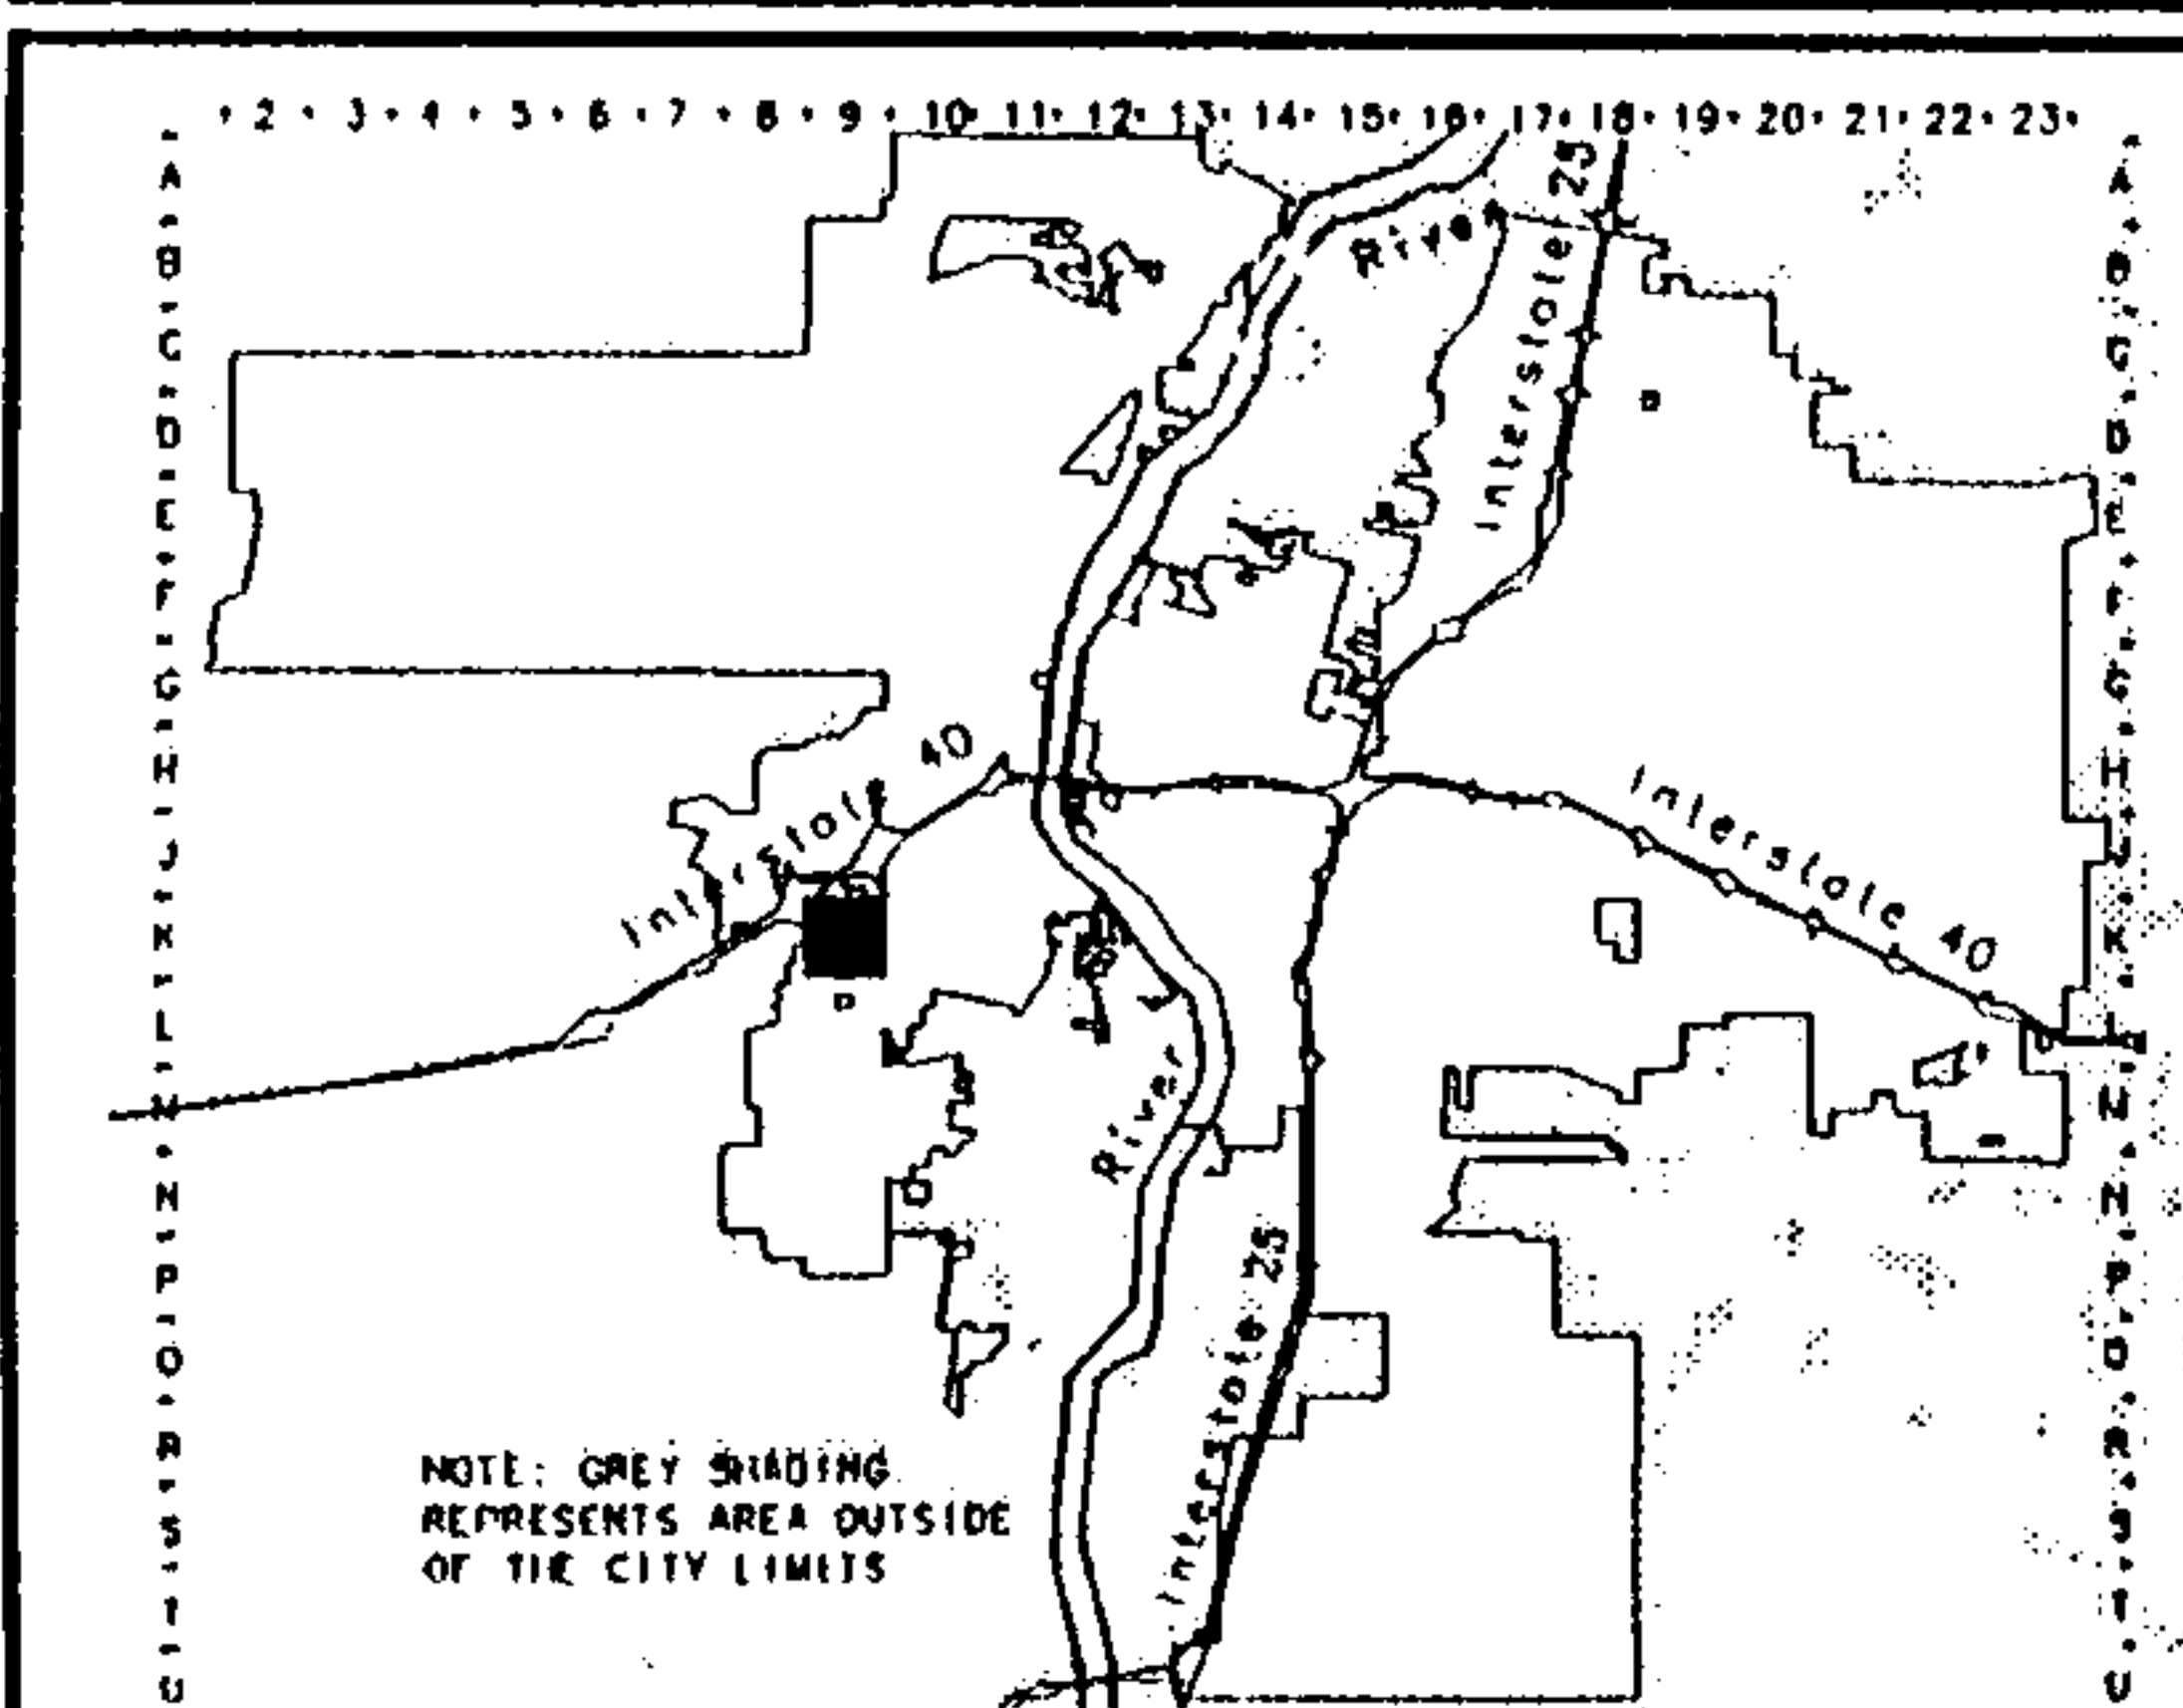 2 3 4 5 6 7 8 9 10 11 12 13 14 15 16 17 18 19 20 21 22 23
A
B
C
D
E
F
G
H
J
K
L
M
N
P
Q
R
S
T
U
River
Interstate 25
Interstate 40
Interstate 40
River
Interstate 25
NOTE: GREY SHADING
REPRESENTS AREA OUTSIDE
OF THE CITY LIMITS
A
B
C
D
E
F
G
H
J
K
L
M
N
P
Q
R
S
T
U